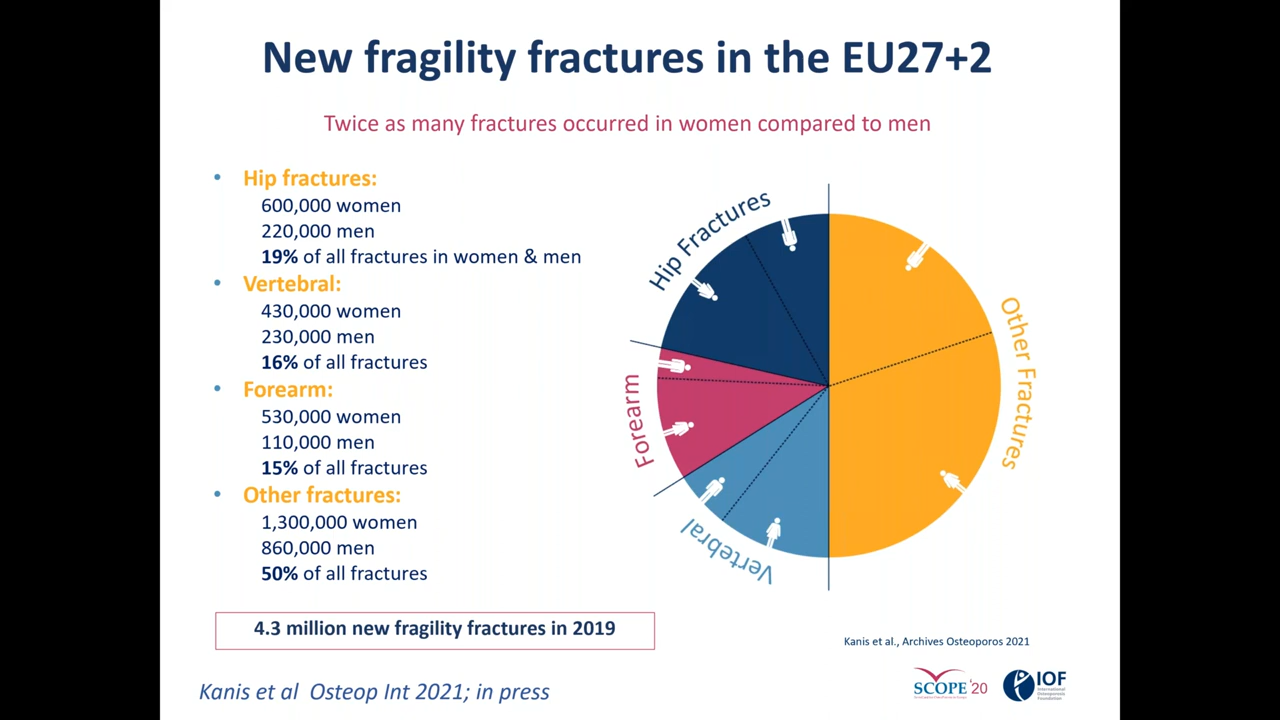 New fragility fractures in the EU27+2
Twice as many fractures occurred in women compared to men
• Hip fractures:
600,000 women
220,000 men
19% of all fractures in women & men
• Vertebral:
430,000 women
230,000 men
16% of all fractures
• Forearm:
530,000 women
110,000 men
15% of all fractures
• Other fractures:
1,300,000 women
860,000 men
50% of all fractures
4.3 million new fragility fractures in 2019
Hip Fractures
Other Fractures
Forearm
Vertebral
Kanis et al., Archives Osteoporos 2021
Kanis et al Osteop Int 2021; in press
SCOPE '20
IOF
International
Osteoporosis
Foundation